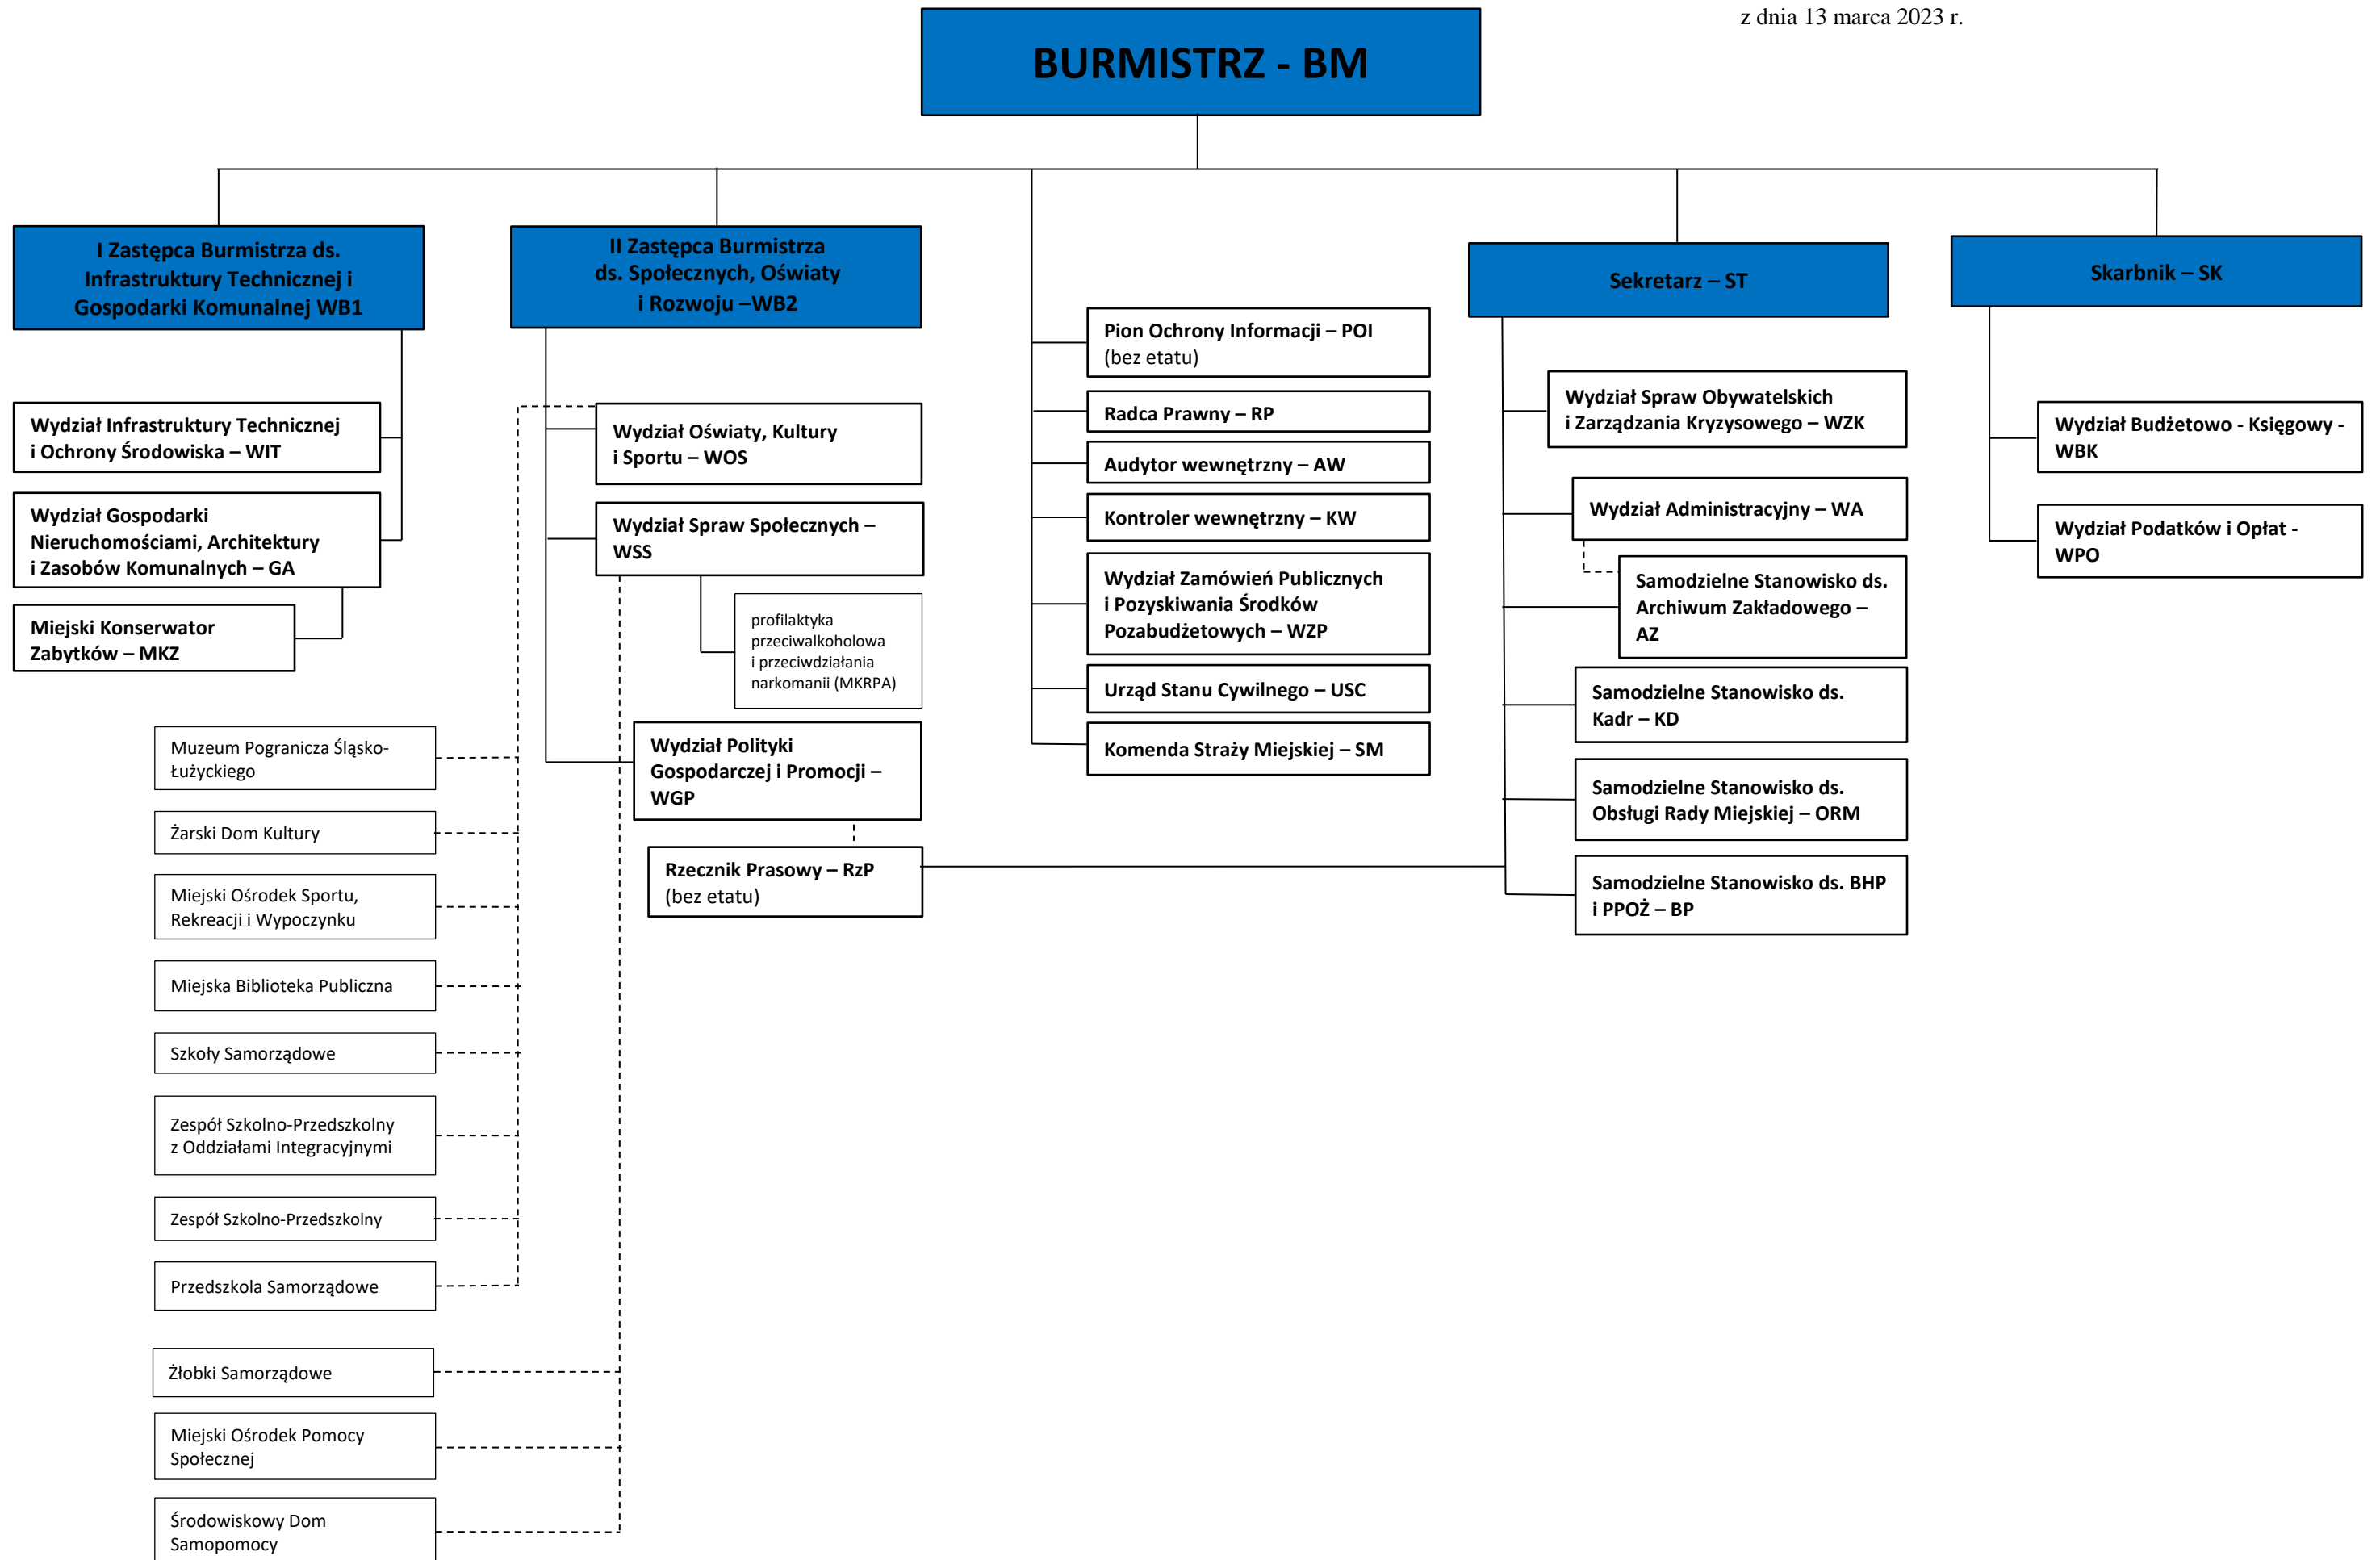 z dnia 13 marca 2023 r.
BURMISTRZ - BM
I Zastępca Burmistrza ds.
Infrastruktury Technicznej i
Gospodarki Komunalnej WB1
II Zastępca Burmistrza
ds. Społecznych, Oświaty
i Rozwoju –WB2
Sekretarz – ST
Skarbnik – SK
Wydział Infrastruktury Technicznej
i Ochrony Środowiska – WIT
Wydział Gospodarki
Nieruchomościami, Architektury
i Zasobów Komunalnych – GA
Miejski Konserwator
Zabytków – MKZ
Wydział Oświaty, Kultury
i Sportu – WOS
Wydział Spraw Społecznych –
WSS
profilaktyka
przeciwalkoholowa
i przeciwdziałania
narkomanii (MKRPA)
Wydział Polityki
Gospodarczej i Promocji –
WGP
Rzecznik Prasowy – RzP
(bez etatu)
Muzeum Pogranicza Śląsko-
Łużyckiego
Żarski Dom Kultury
Miejski Ośrodek Sportu,
Rekreacji i Wypoczynku
Miejska Biblioteka Publiczna
Szkoły Samorządowe
Zespół Szkolno-Przedszkolny
z Oddziałami Integracyjnymi
Zespół Szkolno-Przedszkolny
Przedszkola Samorządowe
Żłobki Samorządowe
Miejski Ośrodek Pomocy
Społecznej
Środowiskowy Dom
Samopomocy
Pion Ochrony Informacji – POI
(bez etatu)
Radca Prawny – RP
Audytor wewnętrzny – AW
Kontroler wewnętrzny – KW
Wydział Zamówień Publicznych
i Pozyskiwania Środków
Pozabudżetowych – WZP
Urząd Stanu Cywilnego – USC
Komenda Straży Miejskiej – SM
Wydział Spraw Obywatelskich
i Zarządzania Kryzysowego – WZK
Wydział Administracyjny – WA
Samodzielne Stanowisko ds.
Archiwum Zakładowego –
AZ
Samodzielne Stanowisko ds.
Kadr – KD
Samodzielne Stanowisko ds.
Obsługi Rady Miejskiej – ORM
Samodzielne Stanowisko ds. BHP
i PPOŻ – BP
Wydział Budżetowo - Księgowy -
WBK
Wydział Podatków i Opłat -
WPO